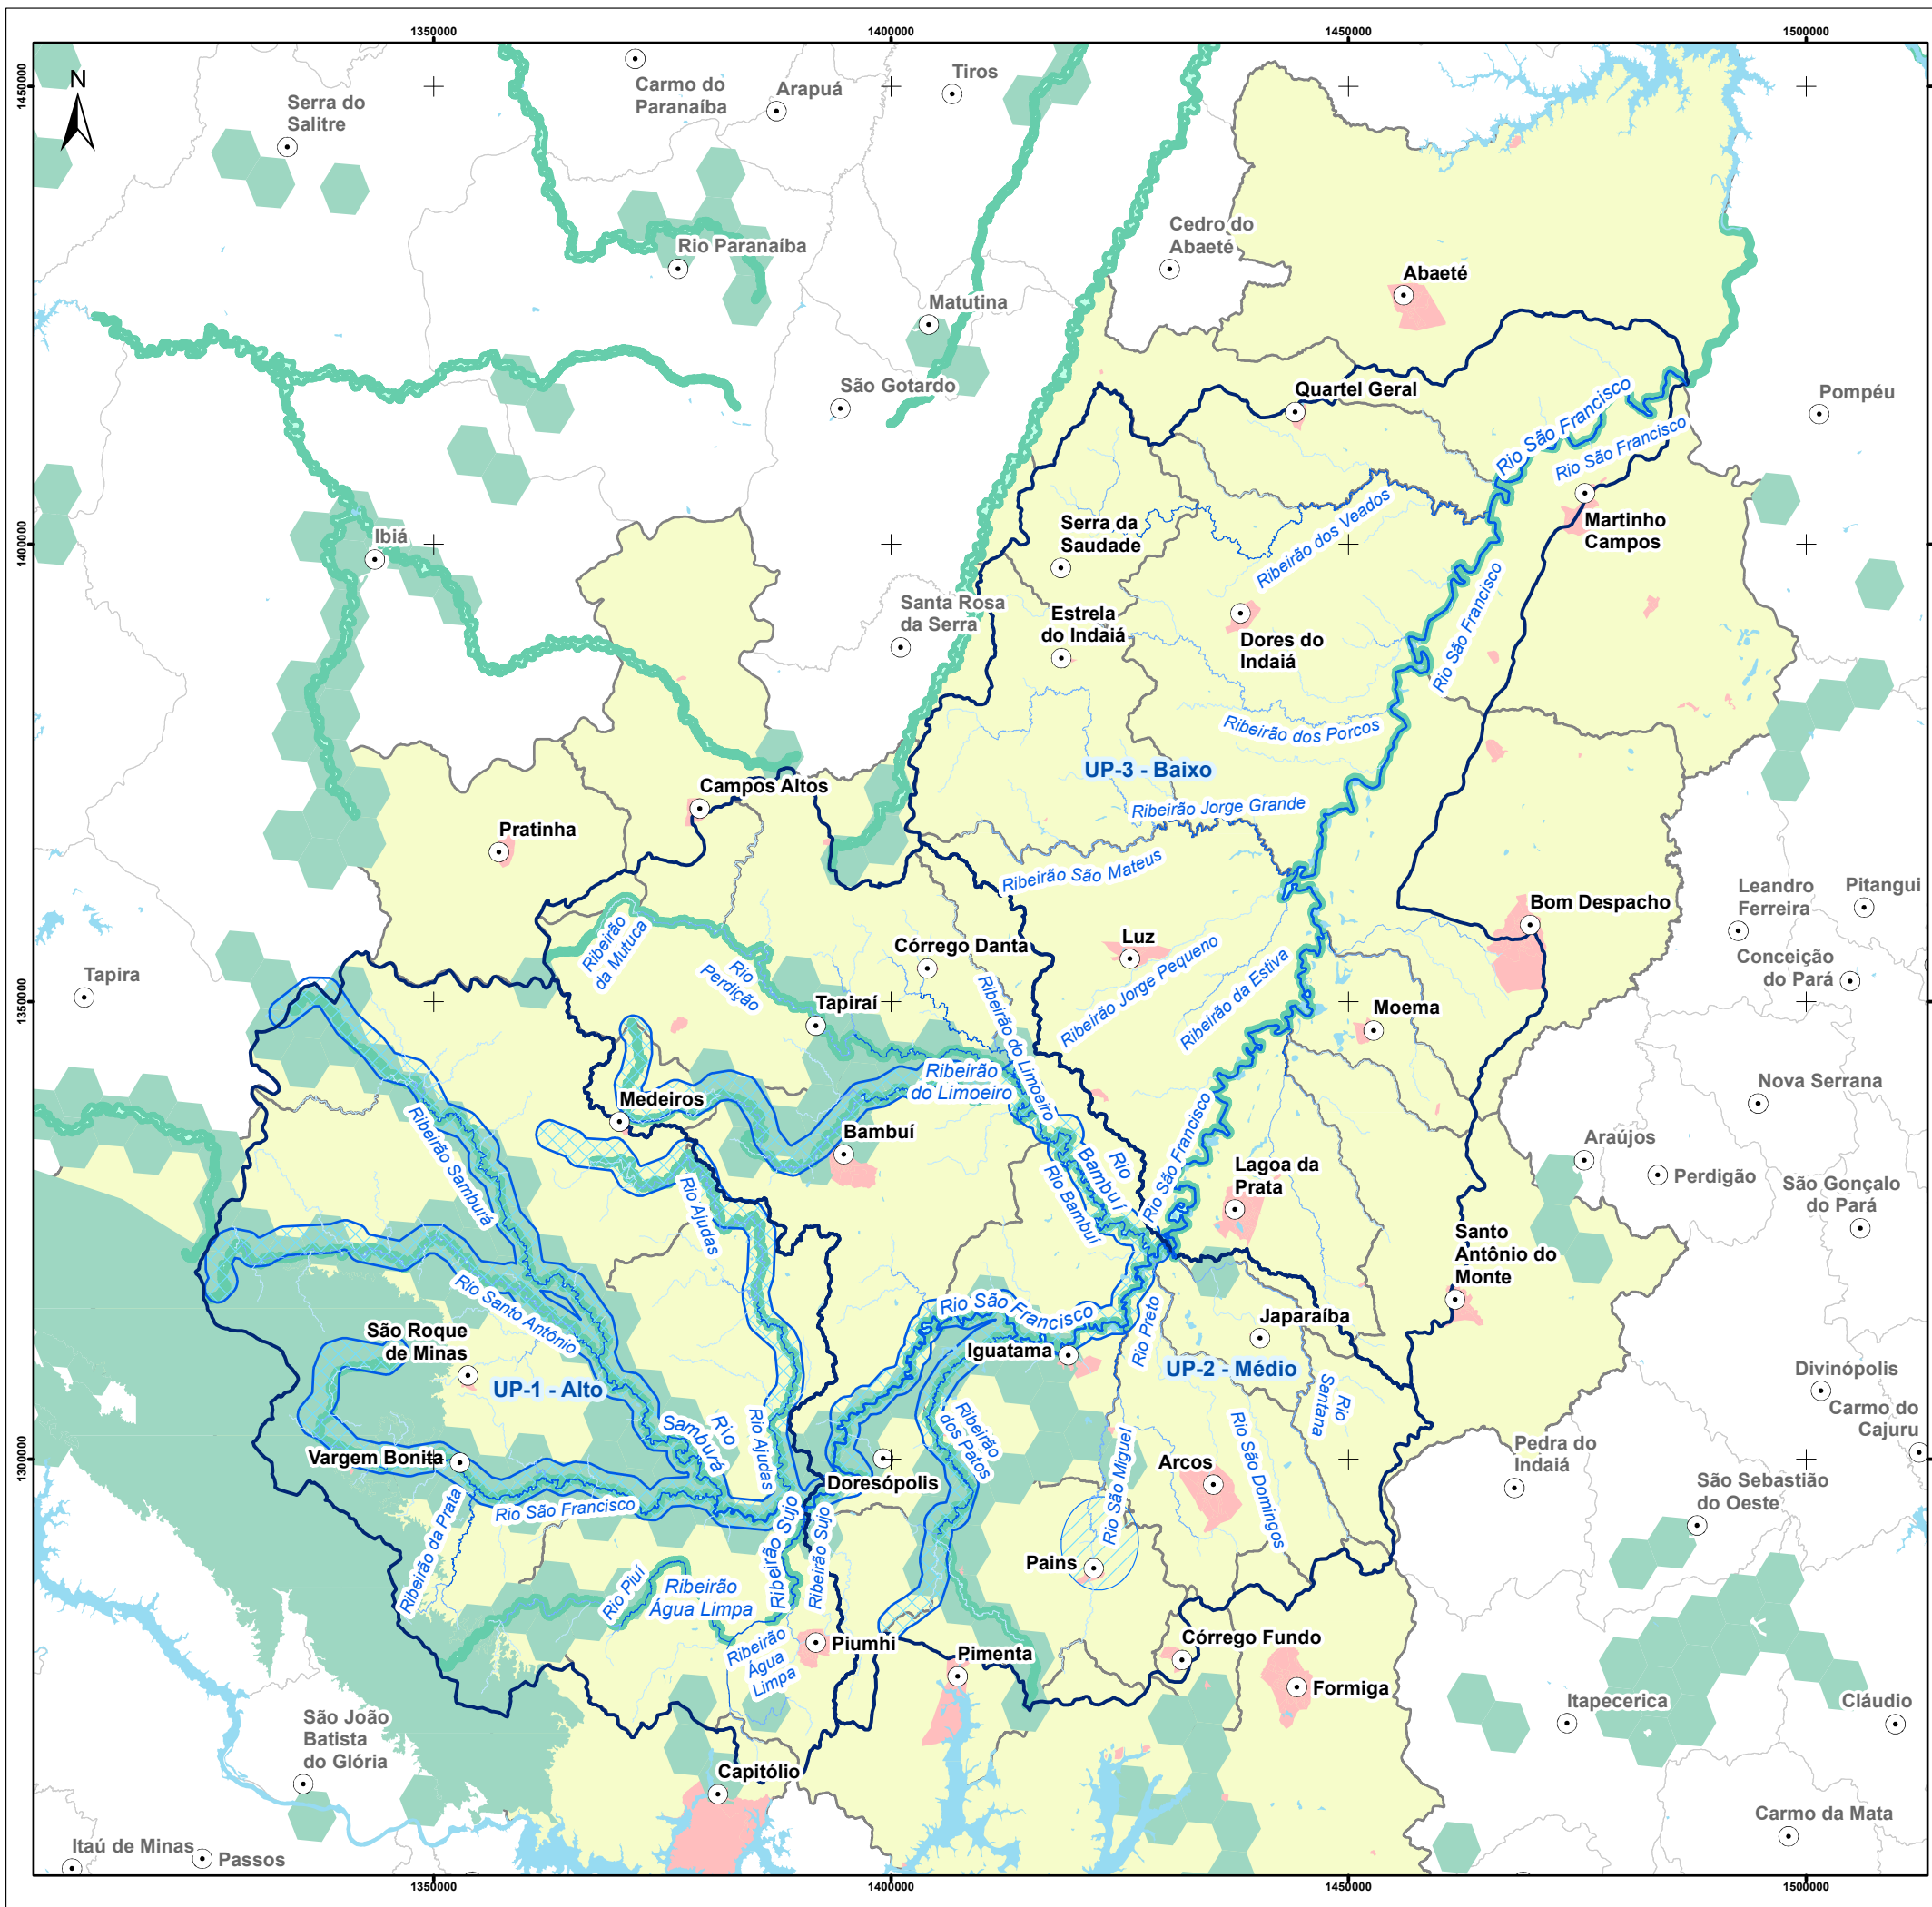 1350000
1400000
1450000
1500000
1450000
1400000
1350000
1300000
N
Serra do
Salitre
Carmo do
Paranaíba
Arapuá
Tiros
Rio Paranaíba
Matutina
São Gotardo
Cedro do
Abaeté
Abaeté
Quartel Geral
Rio São Francisco
Rio São Francisco
Pompéu
Martinho
Campos
Ibiá
Serra da
Saudade
Ribeirão dos Veados
Santa Rosa
da Serra
Estrela
do Indaiá
Dores do
Indaiá
Rio São Francisco
Ribeirão dos Porcos
UP-3 - Baixo
Ribeirão Jorge Grande
Campos Altos
Pratinha
Ribeirão São Mateus
Bom Despacho
Leandro
Ferreira
Pitangui
Conceição
do Pará
Tapira
Ribeirão
da Mutuca
Rio
Perdição
Córrego Danta
Luz
Ribeirão Jorge Pequeno
Ribeirão da Estiva
Tapiraí
Moema
Ribeirão do Limoeiro
Ribeirão
do Limoeiro
Medeiros
Bambuí
Nova Serrana
Araújos
Perdigão
São Gonçalo
do Pará
Ribeirão Samburá
Rio Ajudas
Rio
Bambuí
Rio Bambuí
Rio São Francisco
Lagoa da
Prata
Santo
Antônio do
Monte
Rio Santo Antônio
Rio São Francisco
Rio Preto
Japaraíba
São Roque
de Minas
Iguatama
UP-1 - Alto
UP-2 - Médio
Rio
Santana
Divinópolis
Carmo do
Cajuru
Rio
Samburá
Rio Ajudas
Ribeirão
dos Patos
Rio São Miguel
Rio São Domingos
Arcos
Pedra do
Indaiá
São Sebastião
do Oeste
Vargem Bonita
Doresópolis
Rio São Francisco
Ribeirão da Prata
Ribeirão Sujo
Ribeirão Sujo
Pains
Rio Piuí
Ribeirão
Água Limpa
Ribeirão
Água
Limpa
Piumhi
Pimenta
Córrego Fundo
Formiga
Itapecerica
Cláudio
São João
Batista
do Glória
Capitólio
Carmo da Mata
Itaú de Minas
Passos
1350000
1400000
1450000
1500000